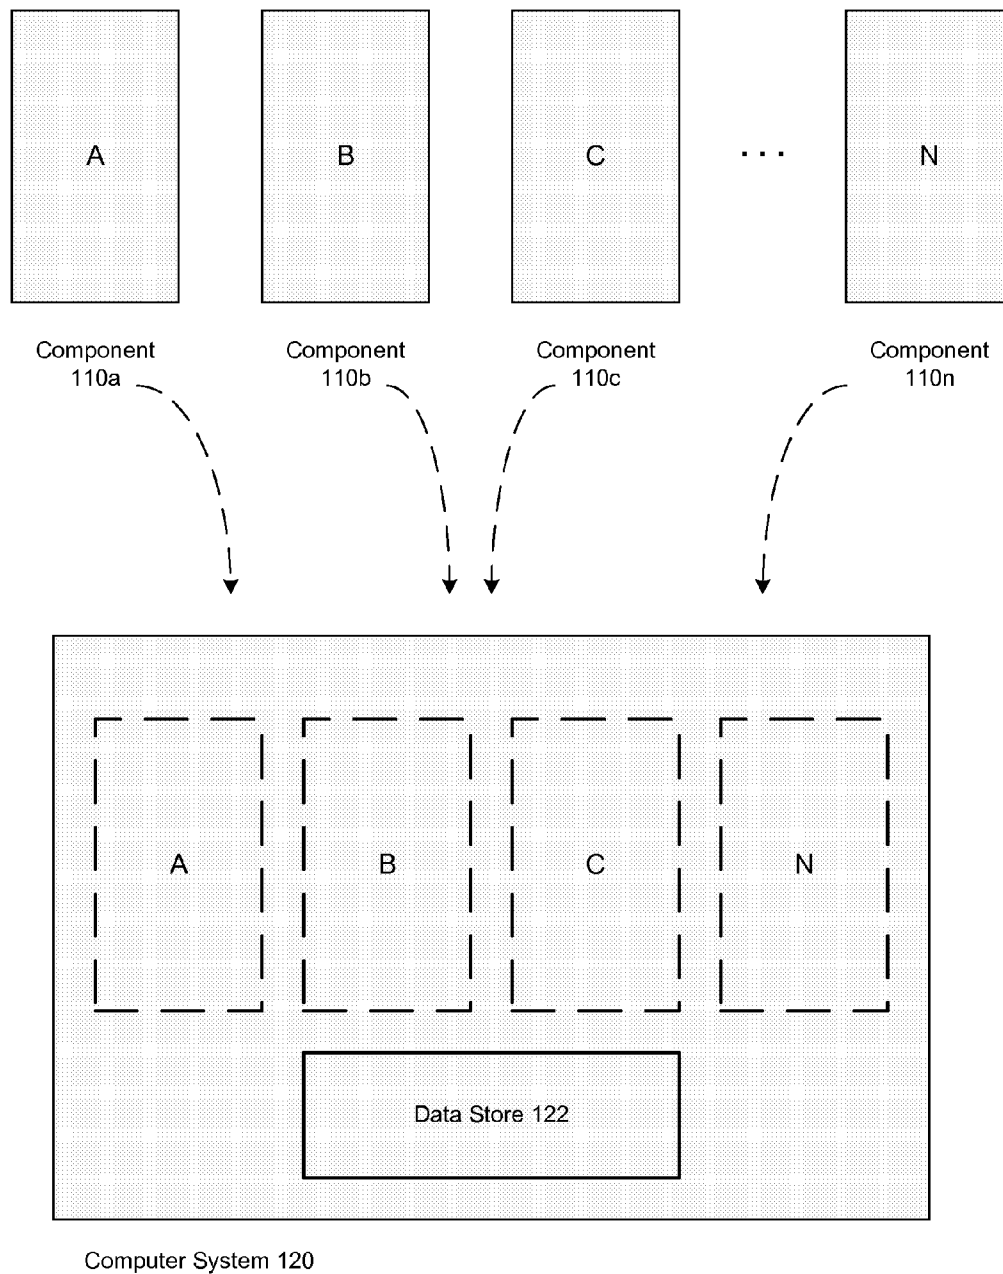 A B C ... N
Component Component Component Component
110a 110b 110c 110n
A B C N
Data Store 122
Computer System 120